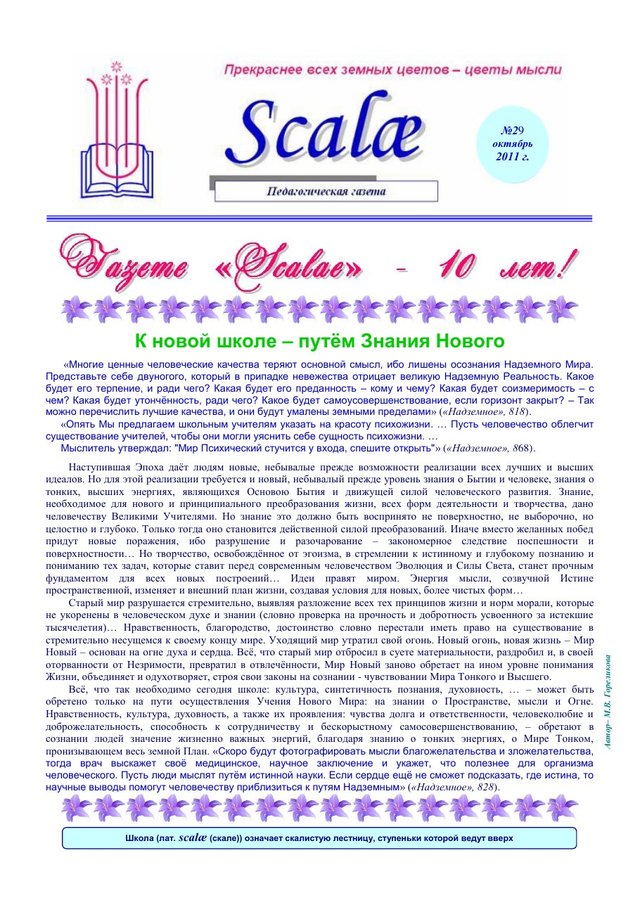 Прекраснее всех земных цветов – цветы мысли
Scalæ
№29
октябрь
2011 г.
Педагогическая газета
Газете «Scalae» - 10 лет!
К новой школе – путём Знания Нового
«Многие ценные человеческие качества теряют основной смысл, ибо лишены осознания Надземного Мира.
Представьте себе двуногого, который в припадке невежества отрицает великую Надземную Реальность. Какое
будет его терпение, и ради чего? Какая будет его преданность – кому и чему? Какая будет соизмеримость – с
чем? Какая будет утончённость, ради чего? Какое будет самоусовершенствование, если горизонт закрыт? – Так
можно перечислить лучшие качества, и они будут умалены земными пределами» («Надземное», 818).
«Опять Мы предлагаем школьным учителям указать на красоту психожизни. … Пусть человечество облегчит
существование учителей, чтобы они могли уяснить себе сущность психожизни. …
Мыслитель утверждал: "Мир Психический стучится у входа, спешите открыть"» («Надземное», 868).
Наступившая Эпоха даёт людям новые, небывалые прежде возможности реализации всех лучших и высших
идеалов. Но для этой реализации требуется и новый, небывалый прежде уровень знания о Бытии и человеке, знания о
тонких, высших энергиях, являющихся Основою Бытия и движущей силой человеческого развития. Знание,
необходимое для нового и принципиального преобразования жизни, всех форм деятельности и творчества, дано
человечеству Великими Учителями. Но знание это должно быть воспринято не поверхностно, не выборочно, но
целостно и глубоко. Только тогда оно становится действенной силой преобразований. Иначе вместо желанных побед
придут новые поражения, ибо разрушение и разочарование – закономерное следствие поспешности и
поверхностности… Но творчество, освобождённое от эгоизма, в стремлении к истинному и глубокому познанию и
пониманию тех задач, которые ставит перед современным человечеством Эволюция и Силы Света, станет прочным
фундаментом для всех новых построений… Идеи правят миром. Энергия мысли, созвучной Истине
пространственной, изменяет и внешний план жизни, создавая условия для новых, более чистых форм…
Старый мир разрушается стремительно, выявляя разложение всех тех принципов жизни и норм морали, которые
не укоренены в человеческом духе и знании (словно проверка на прочность и добротность усвоенного за истекшие
тысячелетия)… Нравственность, благородство, достоинство словно перестали иметь право на существование в
стремительно несущемся к своему концу мире. Уходящий мир утратил свой огонь. Новый огонь, новая жизнь – Мир
Новый – основан на огне духа и сердца. Всё, что старый мир отбросил в суете материальности, раздробил и, в своей
оторванности от Незримости, превратил в отвлечённости, Мир Новый заново обретает на ином уровне понимания
Жизни, объединяет и одухотворяет, строя свои законы на сознании - чувствовании Мира Тонкого и Высшего.
Всё, что так необходимо сегодня школе: культура, синтетичность познания, духовность, … – может быть
обретено только на пути осуществления Учения Нового Мира: на знании о Пространстве, мысли и Огне.
Нравственность, культура, духовность, а также их проявления: чувства долга и ответственности, человеколюбие и
доброжелательность, способность к сотрудничеству и бескорыстному самосовершенствованию, – обретают в
сознании людей значимость жизненно важных энергий, благодаря знанию о тонких энергиях, о Мире Тонком,
пронизывающем весь земной План. «Скоро будут фотографировать мысли благожелательства и зложелательства,
тогда врач выскажет своё медицинское, научное заключение и укажет, что полезнее для организма
человеческого. Пусть люди мыслят путём истинной науки. Если сердце ещё не сможет подсказать, где истина, то
научные выводы помогут человечеству приблизиться к путям Надземным» («Надземное», 828).
Автор– М.В. Гореликова
Школа (лат. scalæ (скале)) означает скалистую лестницу, ступеньки которой ведут вверх